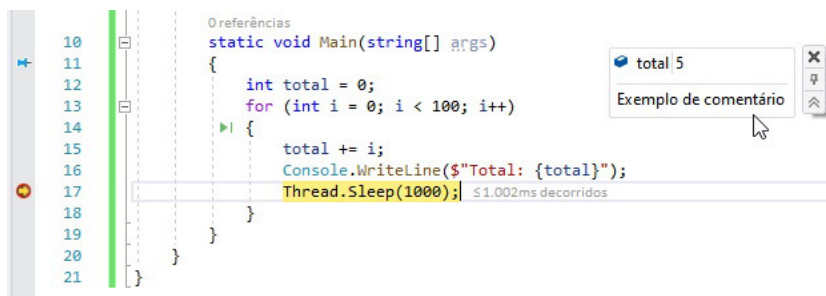 0 referências
10 static void Main(string[] args)
11 {
12 int total = 0;
13 for (int i = 0; i < 100; i++)
14 {
15 total += i;
16 Console.WriteLine($"Total: {total}");
17 Thread.Sleep(1000); ≤1.002ms decorridos
18 }
19 }
20 }
21 }
total 5
Exemplo de comentário